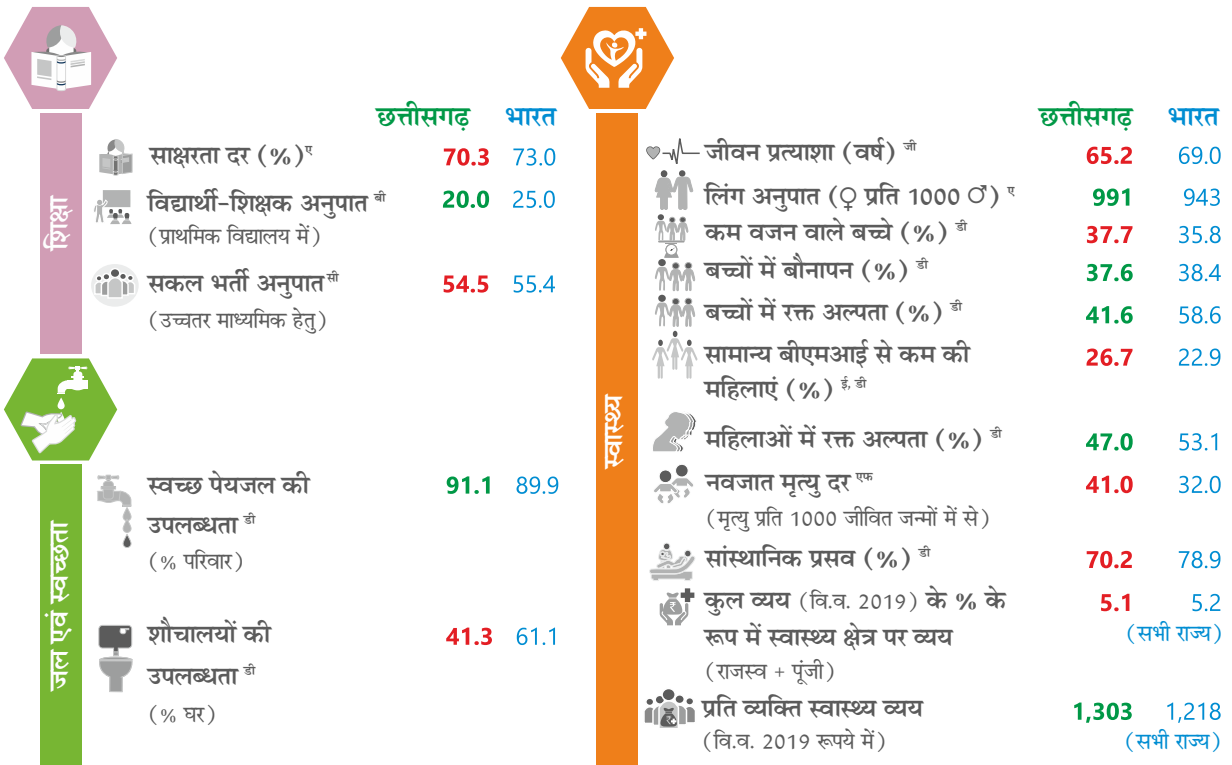 छत्तीसगढ़ भारत
शिक्षा
साक्षरता दर (%)ए 70.3 73.0
विद्यार्थी-शिक्षक अनुपात बी 20.0 25.0
(प्राथमिक विद्यालय में)
सकल भर्ती अनुपात सी 54.5 55.4
(उच्चतर माध्यमिक हेतु)
जल एवं स्वच्छता
स्वच्छ पेयजल की 91.1 89.9
उपलब्धता डी
(% परिवार)
शौचालयों की 41.3 61.1
उपलब्धता डी
(% घर)
छत्तीसगढ़ भारत
स्वास्थ्य
जीवन प्रत्याशा (वर्ष) जी 65.2 69.0
लिंग अनुपात (♀ प्रति 1000 ♂) ए 991 943
कम वजन वाले बच्चे (%) डी 37.7 35.8
बच्चों में बौनापन (%) डी 37.6 38.4
बच्चों में रक्त अल्पता (%) डी 41.6 58.6
सामान्य बीएमआई से कम की 26.7 22.9
महिलाएं (%) ई, डी
महिलाओं में रक्त अल्पता (%) डी 47.0 53.1
नवजात मृत्यु दर एफ 41.0 32.0
(मृत्यु प्रति 1000 जीवित जन्मों में से)
सांस्थानिक प्रसव (%) डी 70.2 78.9
कुल व्यय (वि.व. 2019) के % के 5.1 5.2
रूप में स्वास्थ्य क्षेत्र पर व्यय (सभी राज्य)
(राजस्व + पूंजी)
प्रति व्यक्ति स्वास्थ्य व्यय 1,303 1,218
(वि.व. 2019 रूपये में) (सभी राज्य)